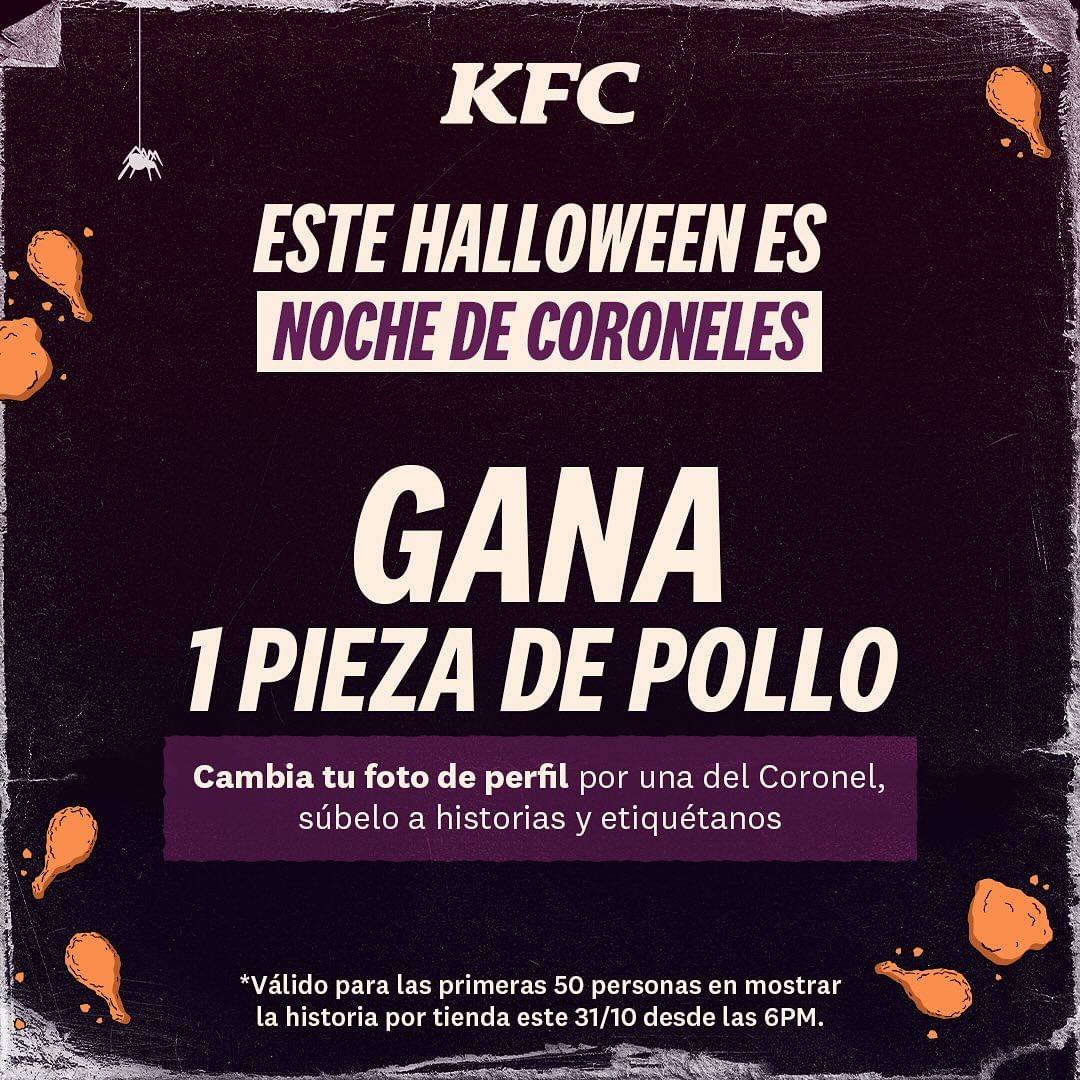 KFC
ESTE HALLOWEEN ES
NOCHE DE CORONELES
GANA
1 PIEZA DE POLLO
Cambia tu foto de perfil por una del Coronel,
súbelo a historias y etiquétanos
*Válido para las primeras 50 personas en mostrar
la historia por tienda este 31/10 desde las 6PM.